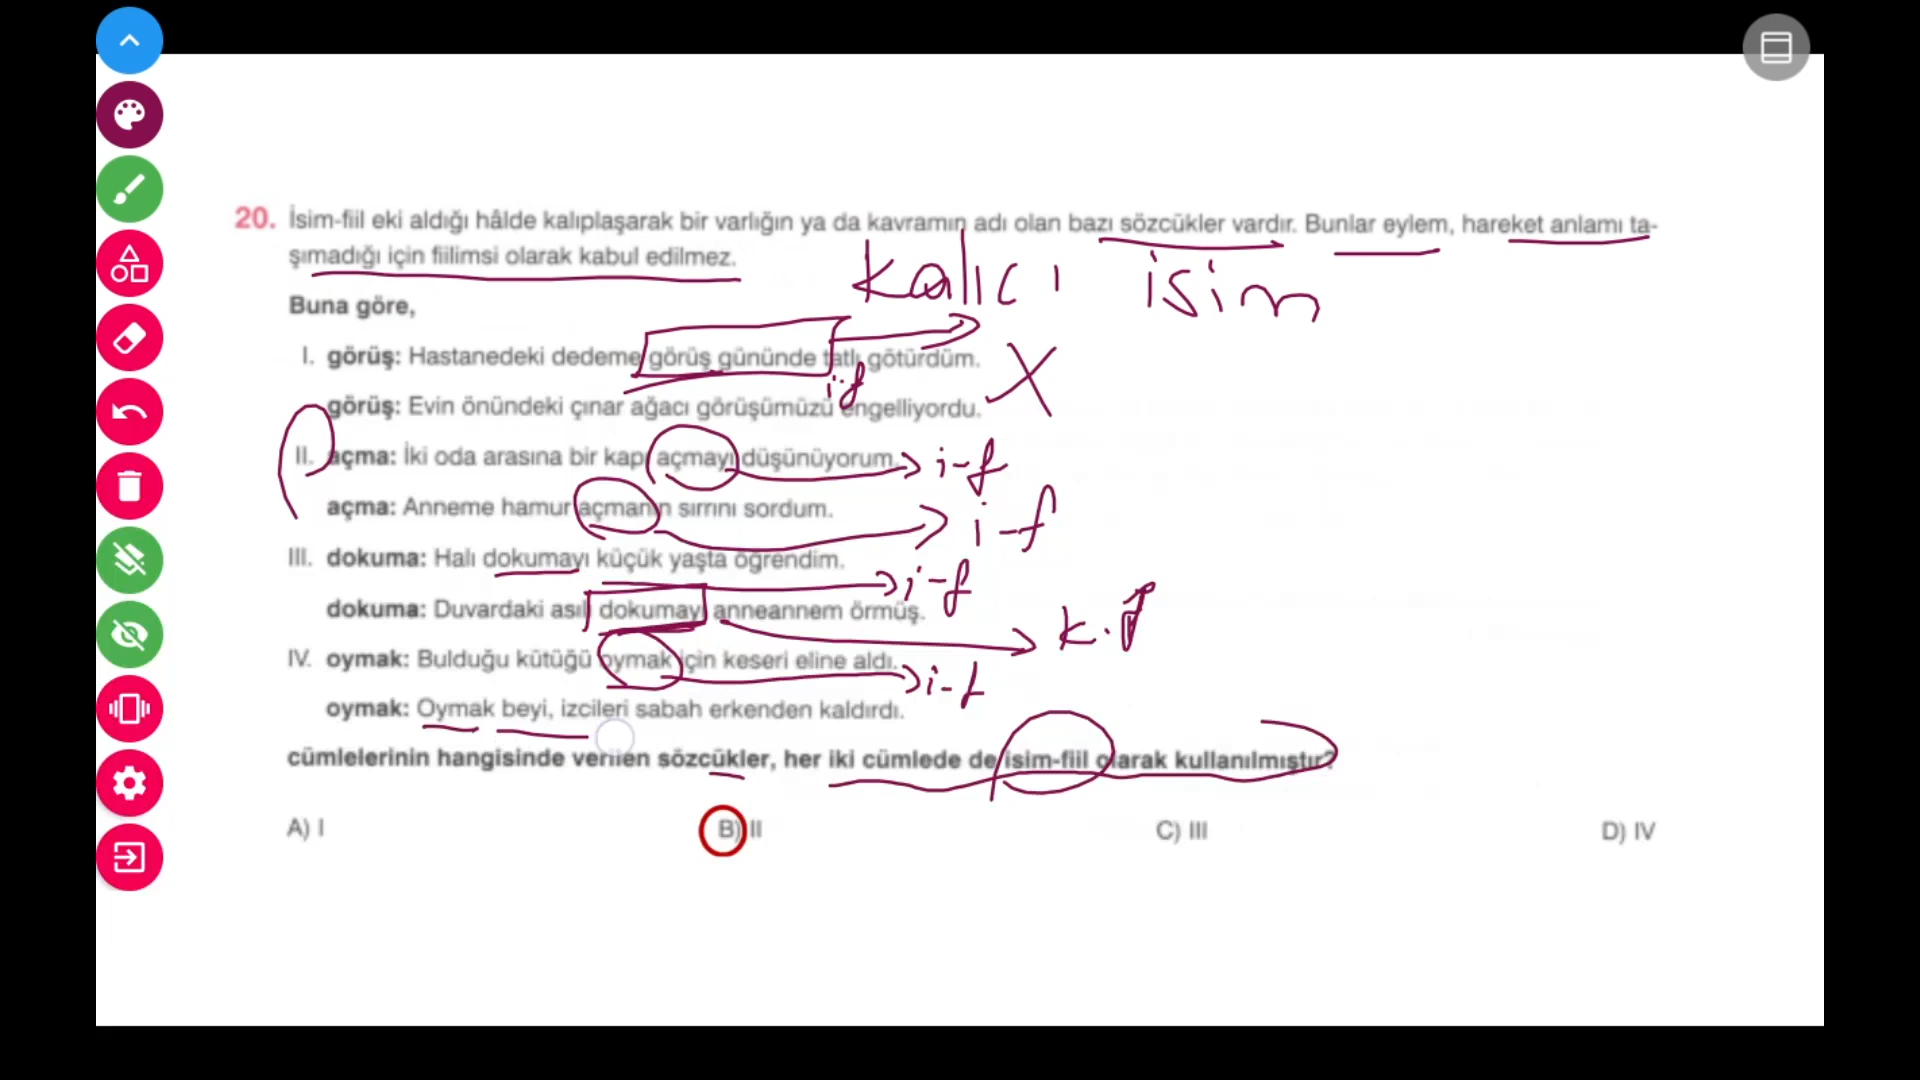 20. İsim-fiil eki aldığı hâlde kalıplaşarak bir varlığın ya da kavramın adı olan bazı sözcükler vardır. Bunlar eylem, hareket anlamı ta-
şımadığı için fiilimsi olarak kabul edilmez.
kalıcı isim
Buna göre,
I. görüş: Hastanedeki dedeme görüş gününde tatlı götürdüm.
i-f
X
görüş: Evin önündeki çınar ağacı görüşümüzü engelliyordu.
II. açma: İki oda arasına bir kapı açmayı düşünüyorum. i-f
açma: Anneme hamur açmanın sırrını sordum. i-f
III. dokuma: Halı dokumayı küçük yaşta öğrendim. i-f
dokuma: Duvardaki asılı dokumayı anneannem örmüş.
IV. oymak: Bulduğu kütüğü oymak için keseri eline aldı. i-f
oymak: Oymak beyi, izcileri sabah erkenden kaldırdı.
cümlelerinin hangisinde verilen sözcükler, her iki cümlede de isim-fiil olarak kullanılmıştır?
A) I B) II C) III D) IV